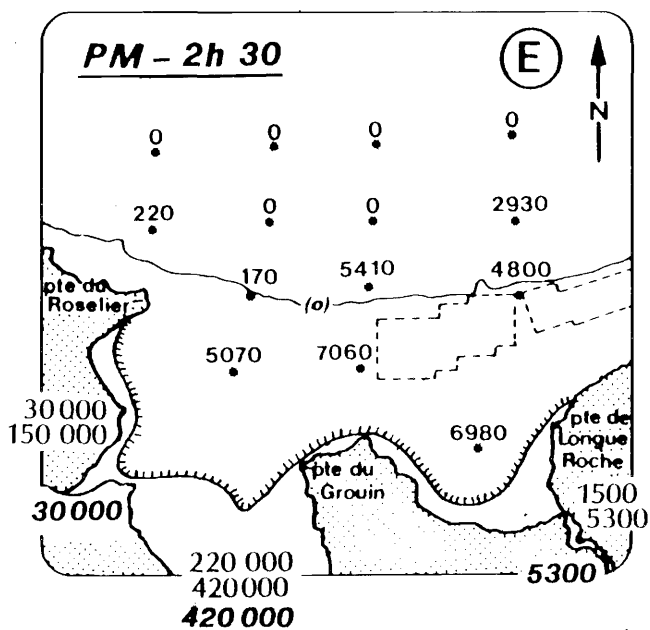 PM - 2h 30
E
N
0
0
0
0
220
0
0
2930
170
5410
4800
(o)
pte du
Roselier
5070
7060
6980
30 000
150 000
30 000
pte du
Grouin
pte de
Longue
Roche
1500
5300
5300
220 000
420 000
420 000